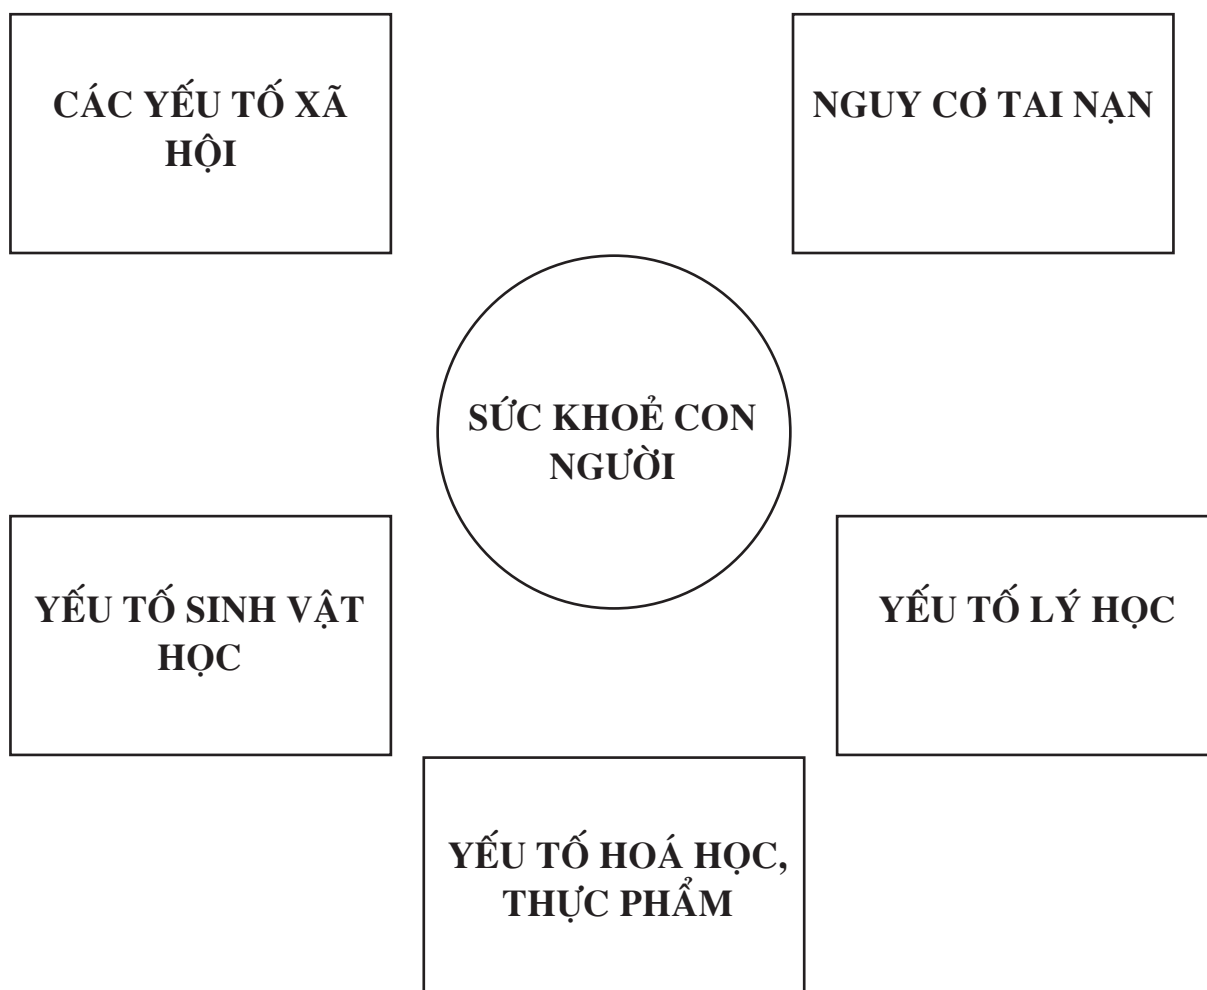 CÁC YẾU TỐ XÃ
HỘI
NGUY CƠ TAI NẠN
SỨC KHOẺ CON
NGƯỜI
YẾU TỐ SINH VẬT
HỌC
YẾU TỐ LÝ HỌC
YẾU TỐ HOÁ HỌC,
THỰC PHẨM